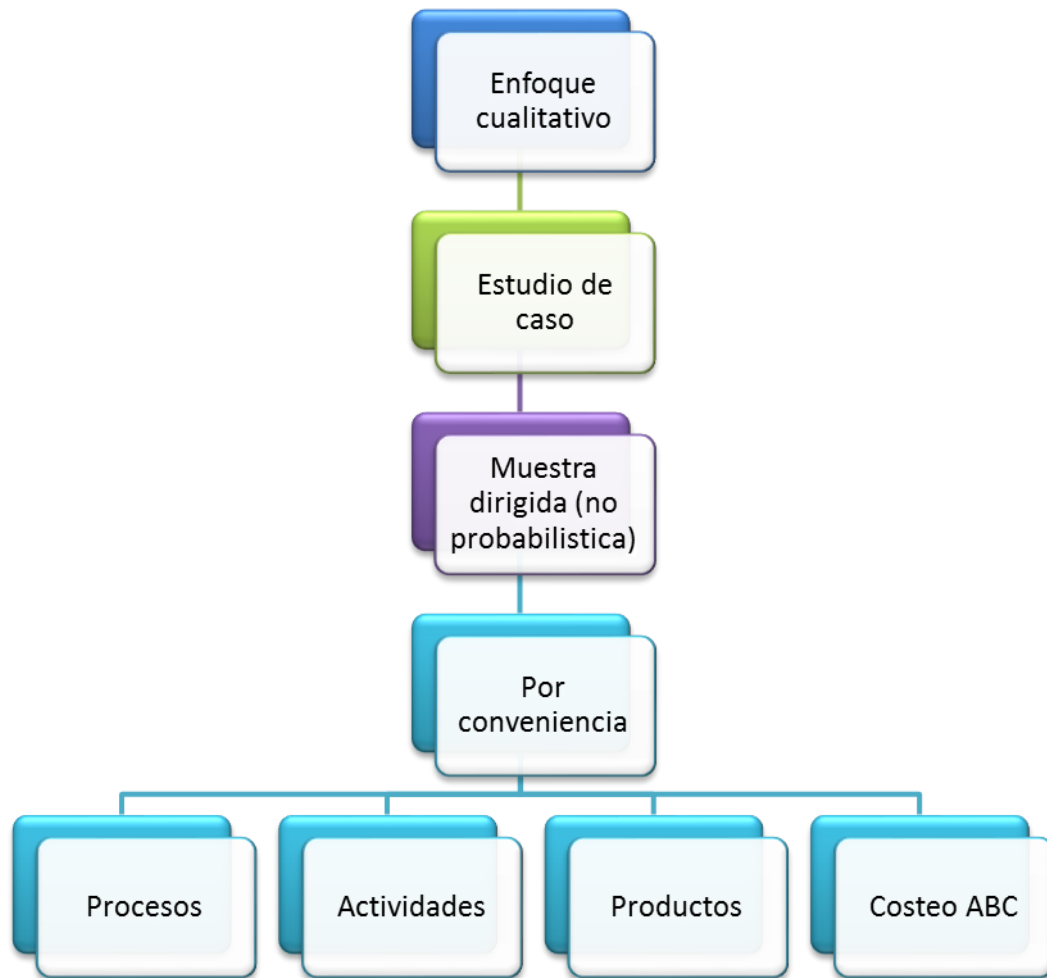 Enfoque
cualitativo
Estudio de
caso
Muestra
dirigida (no
probabilistica)
Por
conveniencia
Procesos
Actividades
Productos
Costeo ABC